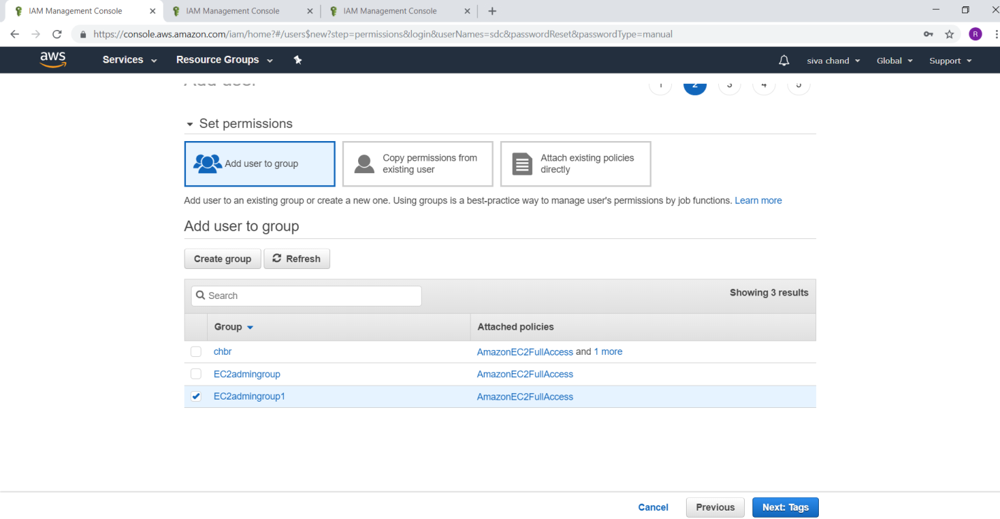 IAM Management Console
IAM Management Console
IAM Management Console
https://console.aws.amazon.com/iam/home?#/users$new?step=permissions&login&userNames=sdc&passwordReset&passwordType=manual
R
aws
Services
Resource Groups
siva chand
Global
Support
Add user
1 2 3 4 5
Set permissions
Add user to group
Copy permissions from
existing user
Attach existing policies
directly
Add user to an existing group or create a new one. Using groups is a best-practice way to manage user's permissions by job functions. Learn more
Add user to group
Create group
Refresh
Search
Showing 3 results
Group
Attached policies
chbr
AmazonEC2FullAccess and 1 more
EC2admingroup
AmazonEC2FullAccess
EC2admingroup1
AmazonEC2FullAccess
Cancel
Previous
Next: Tags